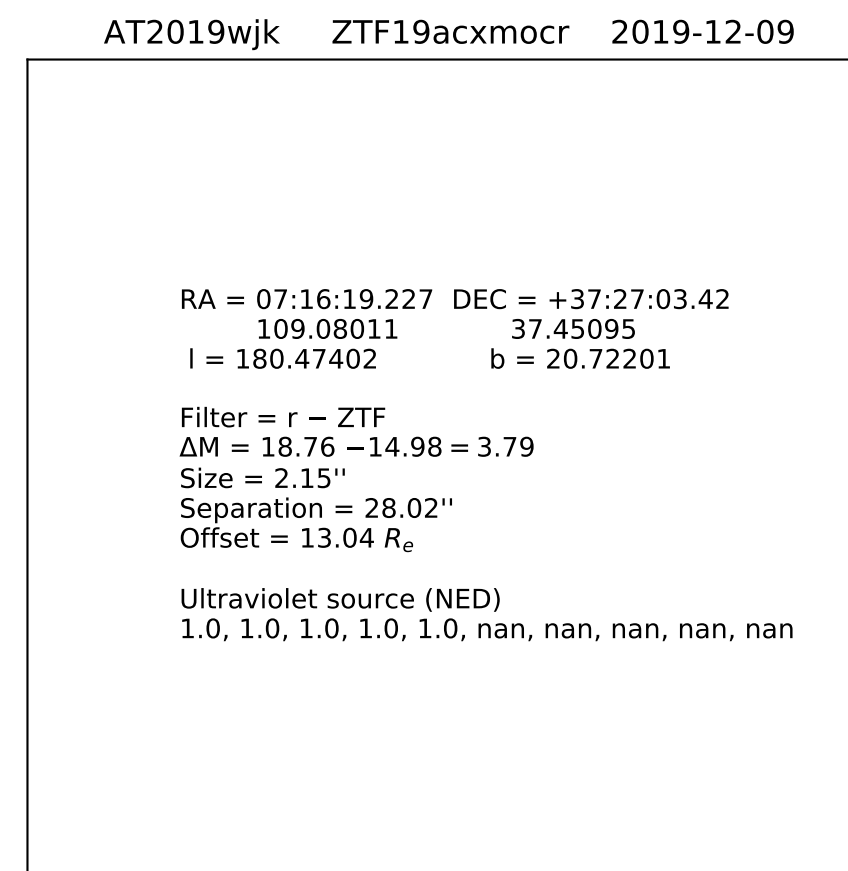 AT2019wjk ZTF19acxmocr 2019-12-09
RA = 07:16:19.227 DEC = +37:27:03.42
109.08011 37.45095
l = 180.47402 b = 20.72201
Filter = r − ZTF
ΔM = 18.76 −14.98 = 3.79
Size = 2.15''
Separation = 28.02''
Offset = 13.04 Re
Ultraviolet source (NED)
1.0, 1.0, 1.0, 1.0, 1.0, nan, nan, nan, nan, nan